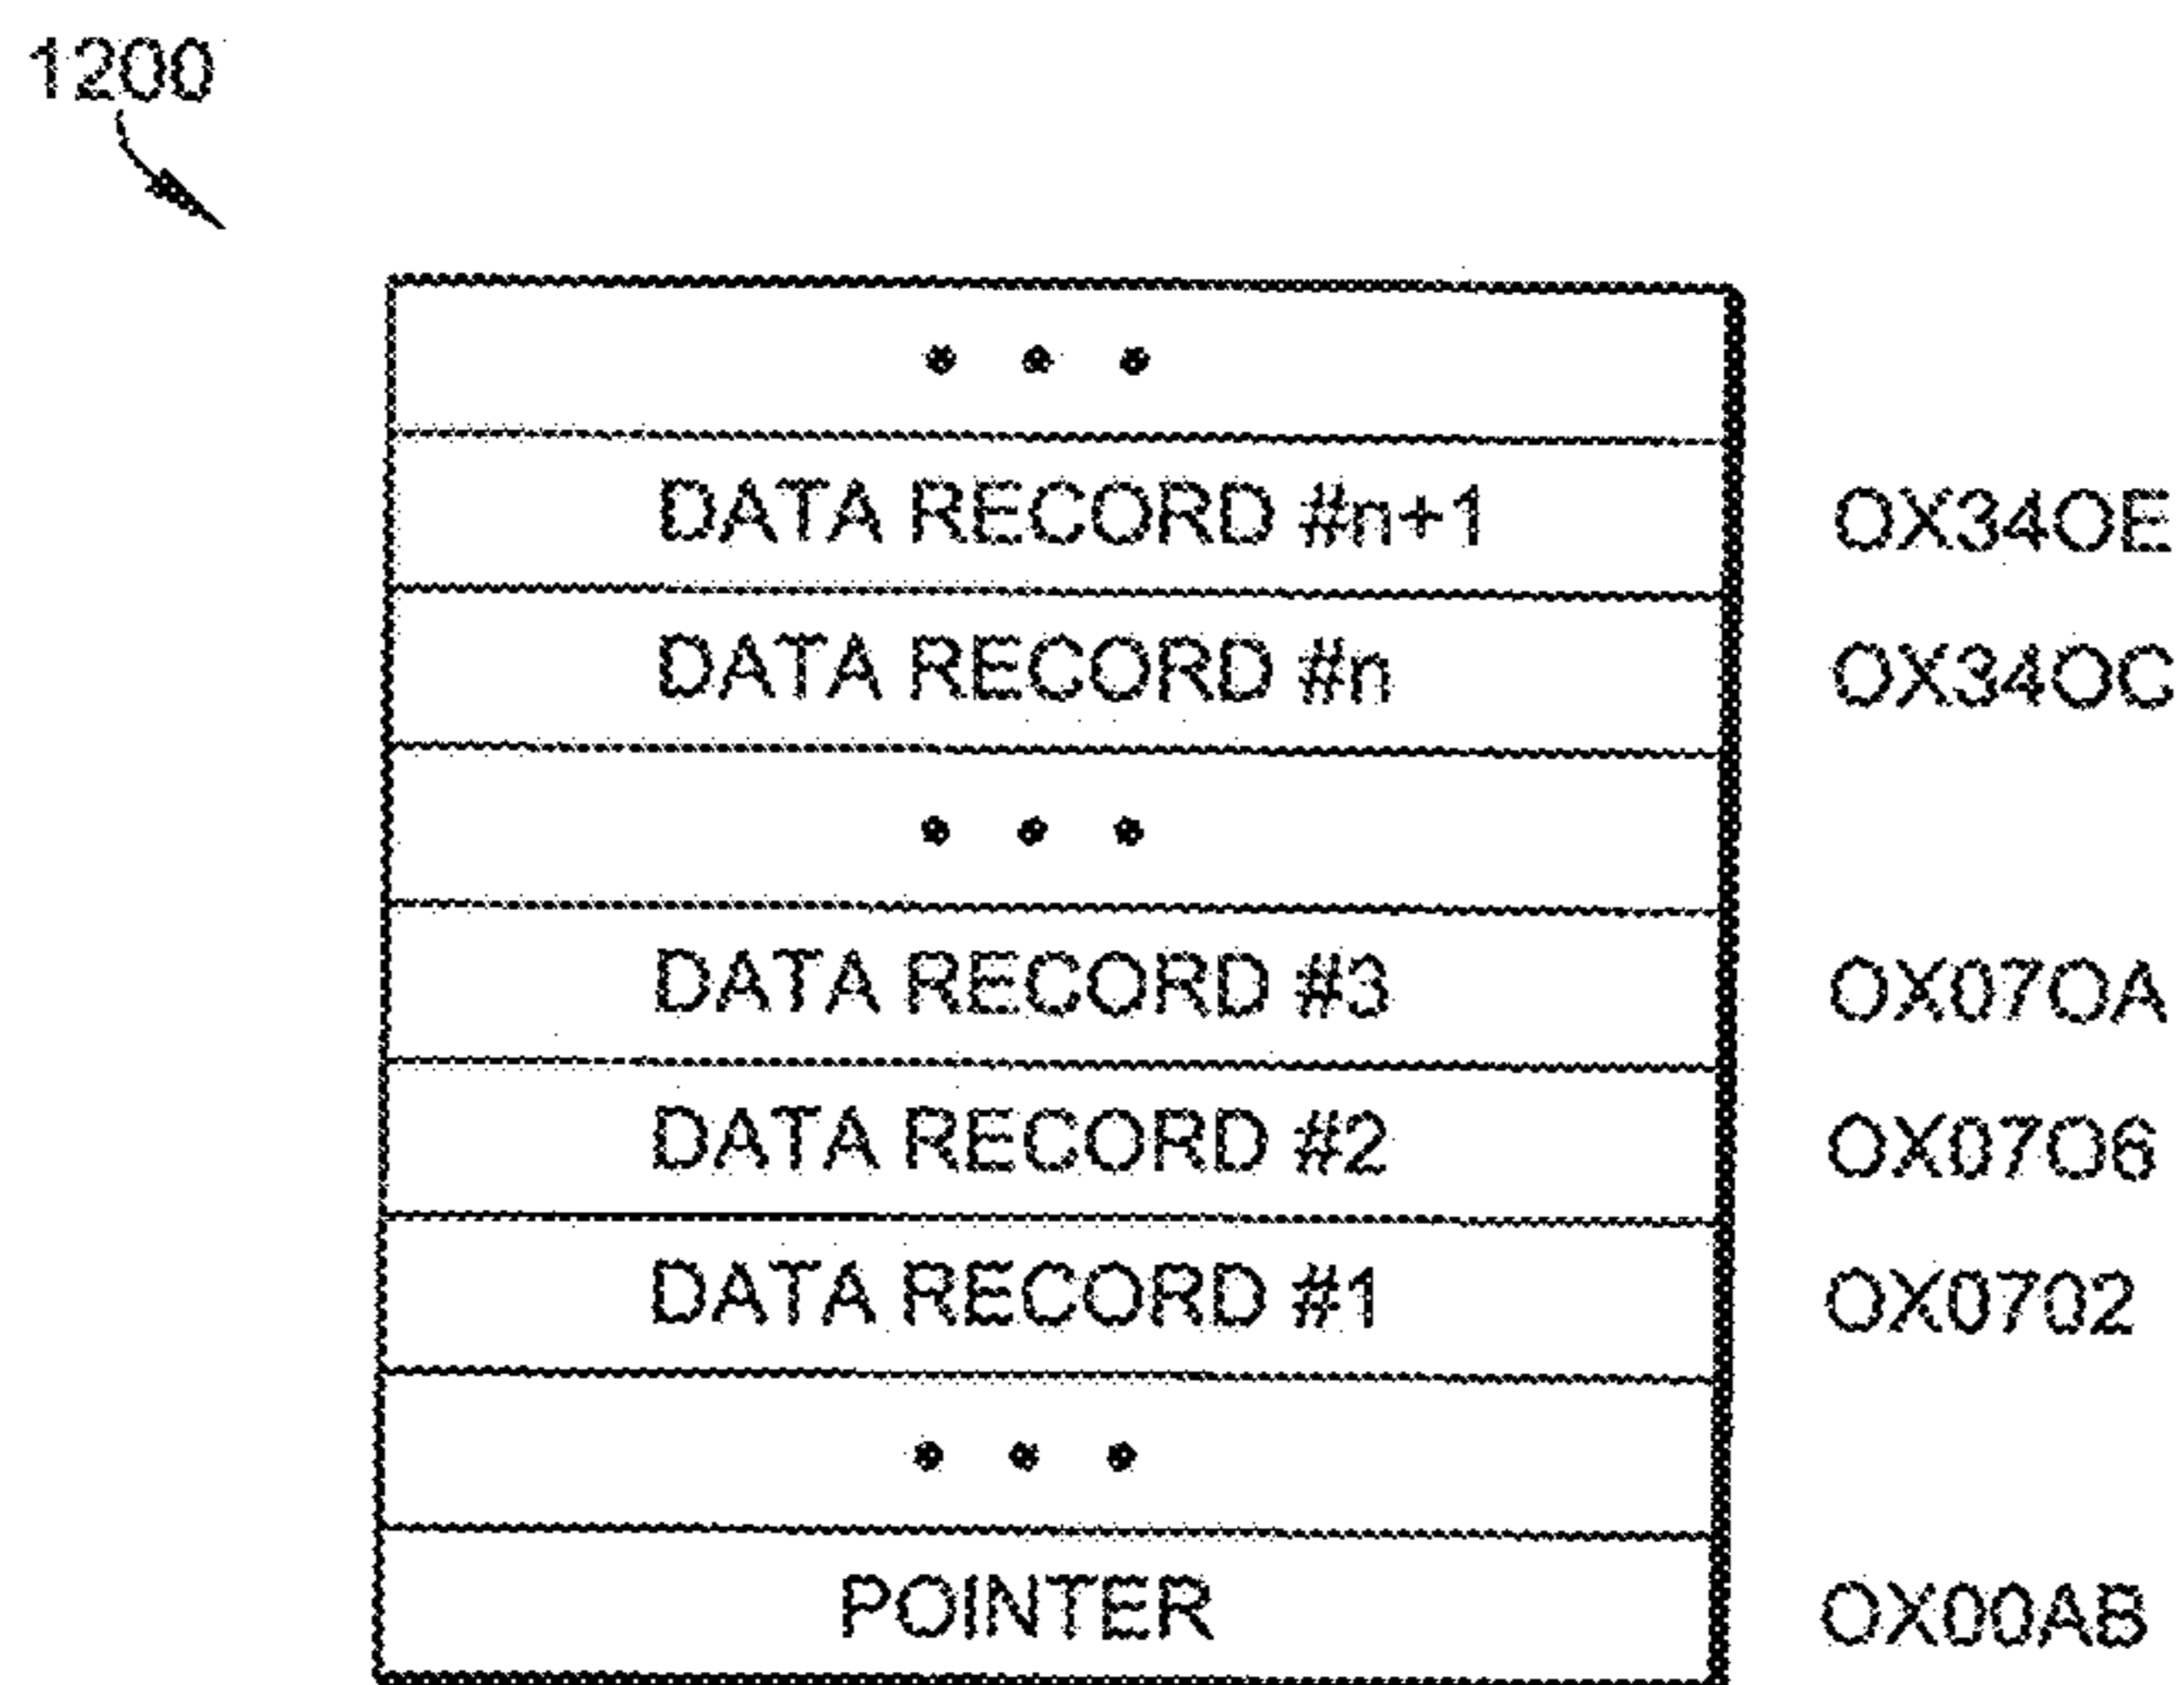 1200
• • •
DATA RECORD #n+1 OX34OE
DATA RECORD #n OX34OC
• • •
DATA RECORD #3 OX07OA
DATA RECORD #2 OX07O6
DATA RECORD #1 OX0702
• • •
POINTER OX00AB